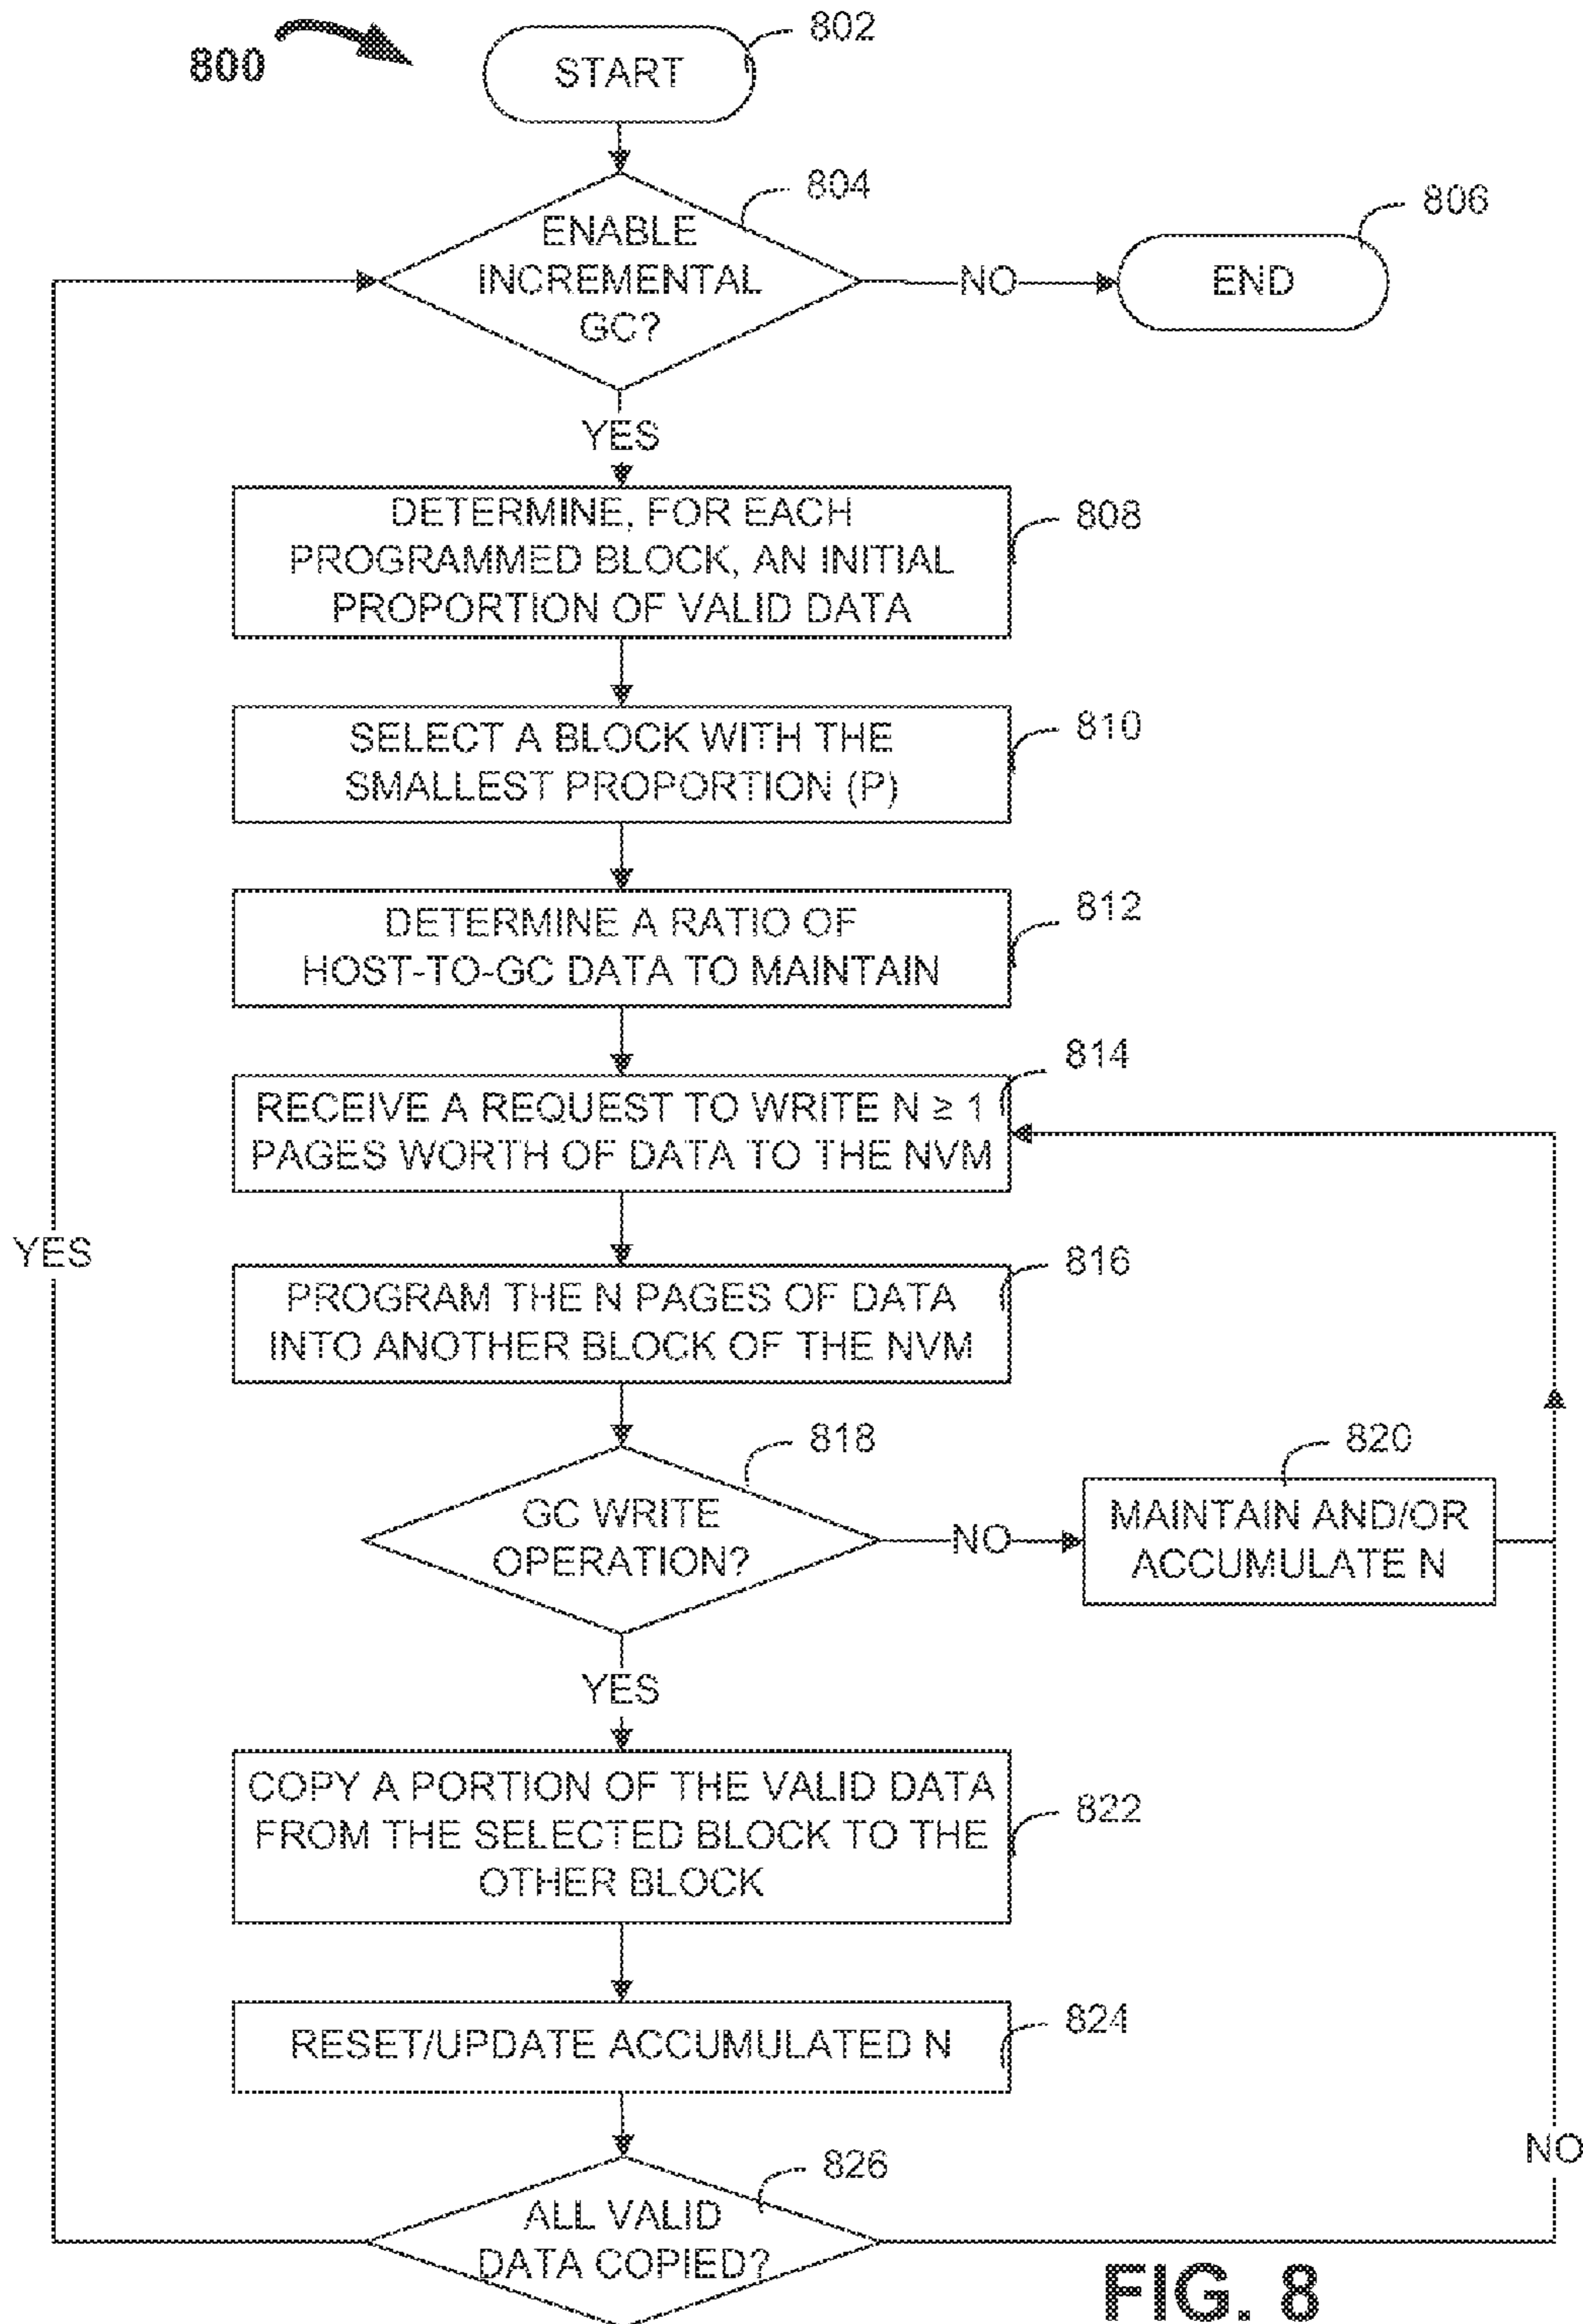 800
START
802
ENABLE
INCREMENTAL
GC?
804
NO
END
806
YES
DETERMINE, FOR EACH
PROGRAMMED BLOCK, AN INITIAL
PROPORTION OF VALID DATA
808
SELECT A BLOCK WITH THE
SMALLEST PROPORTION (P)
810
DETERMINE A RATIO OF
HOST-TO-GC DATA TO MAINTAIN
812
RECEIVE A REQUEST TO WRITE N ≥ 1
PAGES WORTH OF DATA TO THE NVM
814
YES
PROGRAM THE N PAGES OF DATA
INTO ANOTHER BLOCK OF THE NVM
816
GC WRITE
OPERATION?
818
NO
MAINTAIN AND/OR
ACCUMULATE N
820
YES
COPY A PORTION OF THE VALID DATA
FROM THE SELECTED BLOCK TO THE
OTHER BLOCK
822
RESET/UPDATE ACCUMULATED N
824
ALL VALID
DATA COPIED?
826
NO
FIG. 8